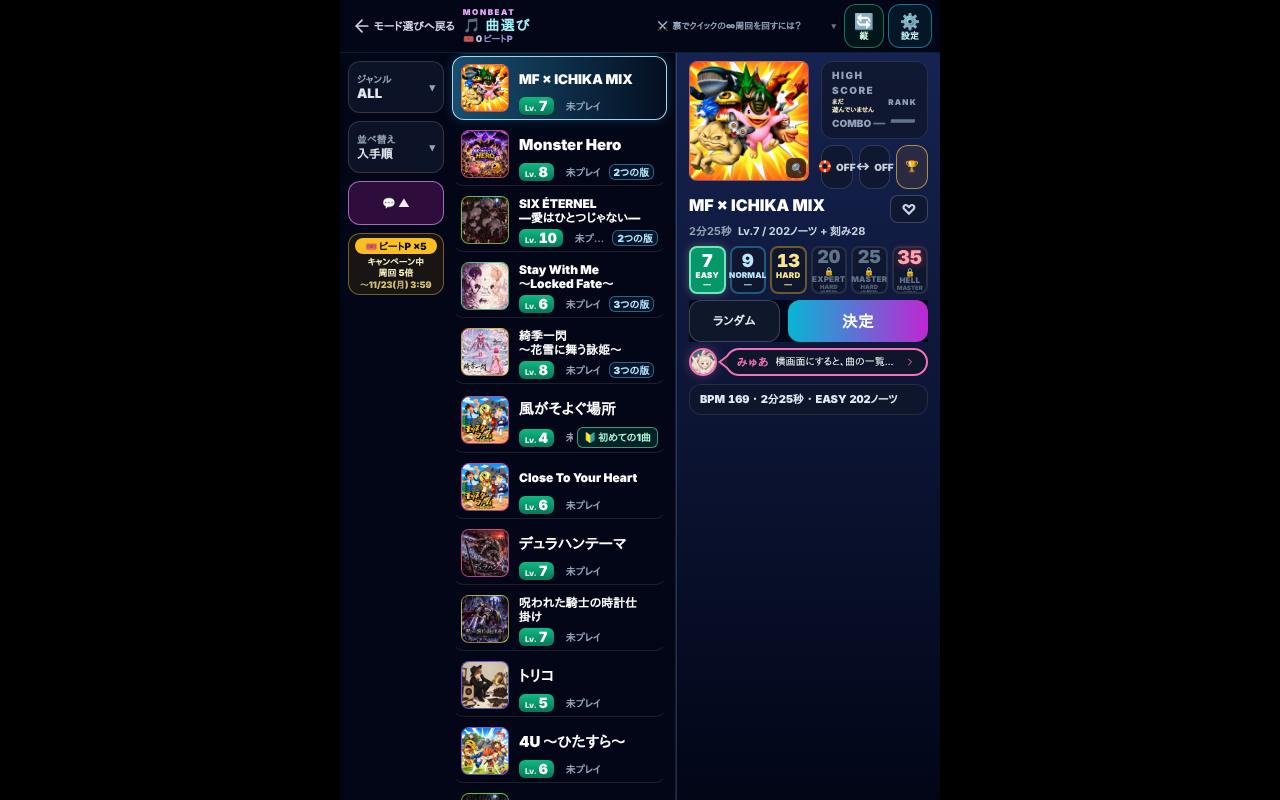 モード選びへ戻る
MONBEAT
🎵 曲選び
🎟️ 0 ビートP
⚔️ 裏でクイックの∞周回を回すには?
▼
🔄
縦
⚙️
設定
ジャンル
ALL
▼
並べ替え
入手順
▼
💬 ▲
🎟️ ビートP ×5
キャンペーン中
周回 5倍
〜11/23(月) 3:59
MF × ICHIKA MIX
Lv. 7 未プレイ
Monster Hero
Lv. 8 未プレイ 2つの版
SIX ÉTERNEL
―愛はひとつじゃない―
Lv. 10 未プ… 2つの版
Stay With Me
〜Locked Fate〜
Lv. 6 未プレイ 3つの版
綺季一閃
〜花雪に舞う詠姫〜
Lv. 8 未プレイ 3つの版
風がそよぐ場所
Lv. 4 🔰 初めての1曲
Close To Your Heart
Lv. 6 未プレイ
デュラハンテーマ
Lv. 7 未プレイ
呪われた騎士の時計仕
掛け
Lv. 7 未プレイ
トリコ
Lv. 5 未プレイ
4U 〜ひたすら〜
Lv. 6 未プレイ
HIGH
SCORE
まだ
遊んでいません
RANK
COMBO — —
🛟 OFF ↔ OFF 🏆
MF × ICHIKA MIX
2分25秒 Lv.7 / 202ノーツ + 刻み28
7 EASY —
9 NORMAL —
13 HARD —
20 🔒 EXPERT HARD
25 🔒 MASTER HARD
35 🔒 HELL MASTER
ランダム
決定
みゅあ 横画面にすると、曲の一覧…
BPM 169・2分25秒・EASY 202ノーツ